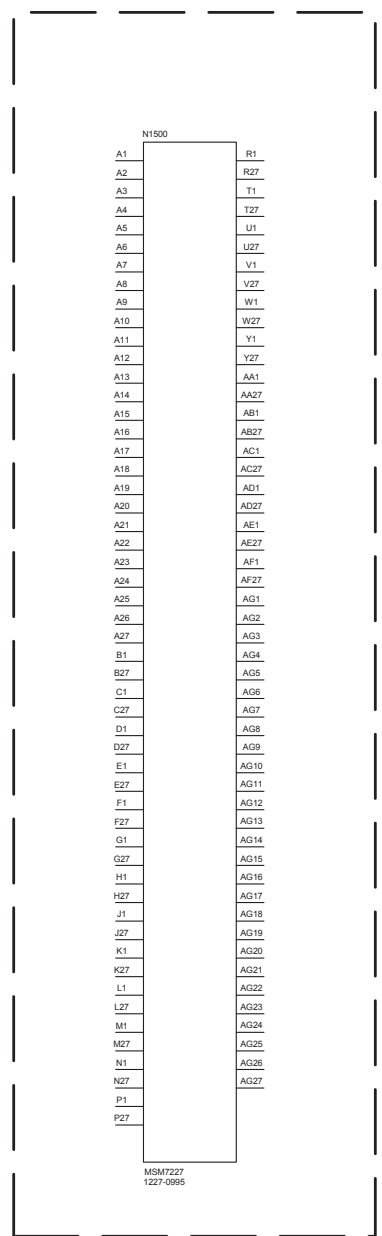 N1500
A1 R1
A2 R27
A3 T1
A4 T27
A5 U1
A6 U27
A7 V1
A8 V27
A9 W1
A10 W27
A11 Y1
A12 Y27
A13 AA1
A14 AA27
A15 AB1
A16 AB27
A17 AC1
A18 AC27
A19 AD1
A20 AD27
A21 AE1
A22 AE27
A23 AF1
A24 AF27
A25 AG1
A26 AG2
A27 AG3
B1 AG4
B27 AG5
C1 AG6
C27 AG7
D1 AG8
D27 AG9
E1 AG10
E27 AG11
F1 AG12
F27 AG13
G1 AG14
G27 AG15
H1 AG16
H27 AG17
J1 AG18
J27 AG19
K1 AG20
K27 AG21
L1 AG22
L27 AG23
M1 AG24
M27 AG25
N1 AG26
N27 AG27
P1
P27
MSM7227
1227-0995